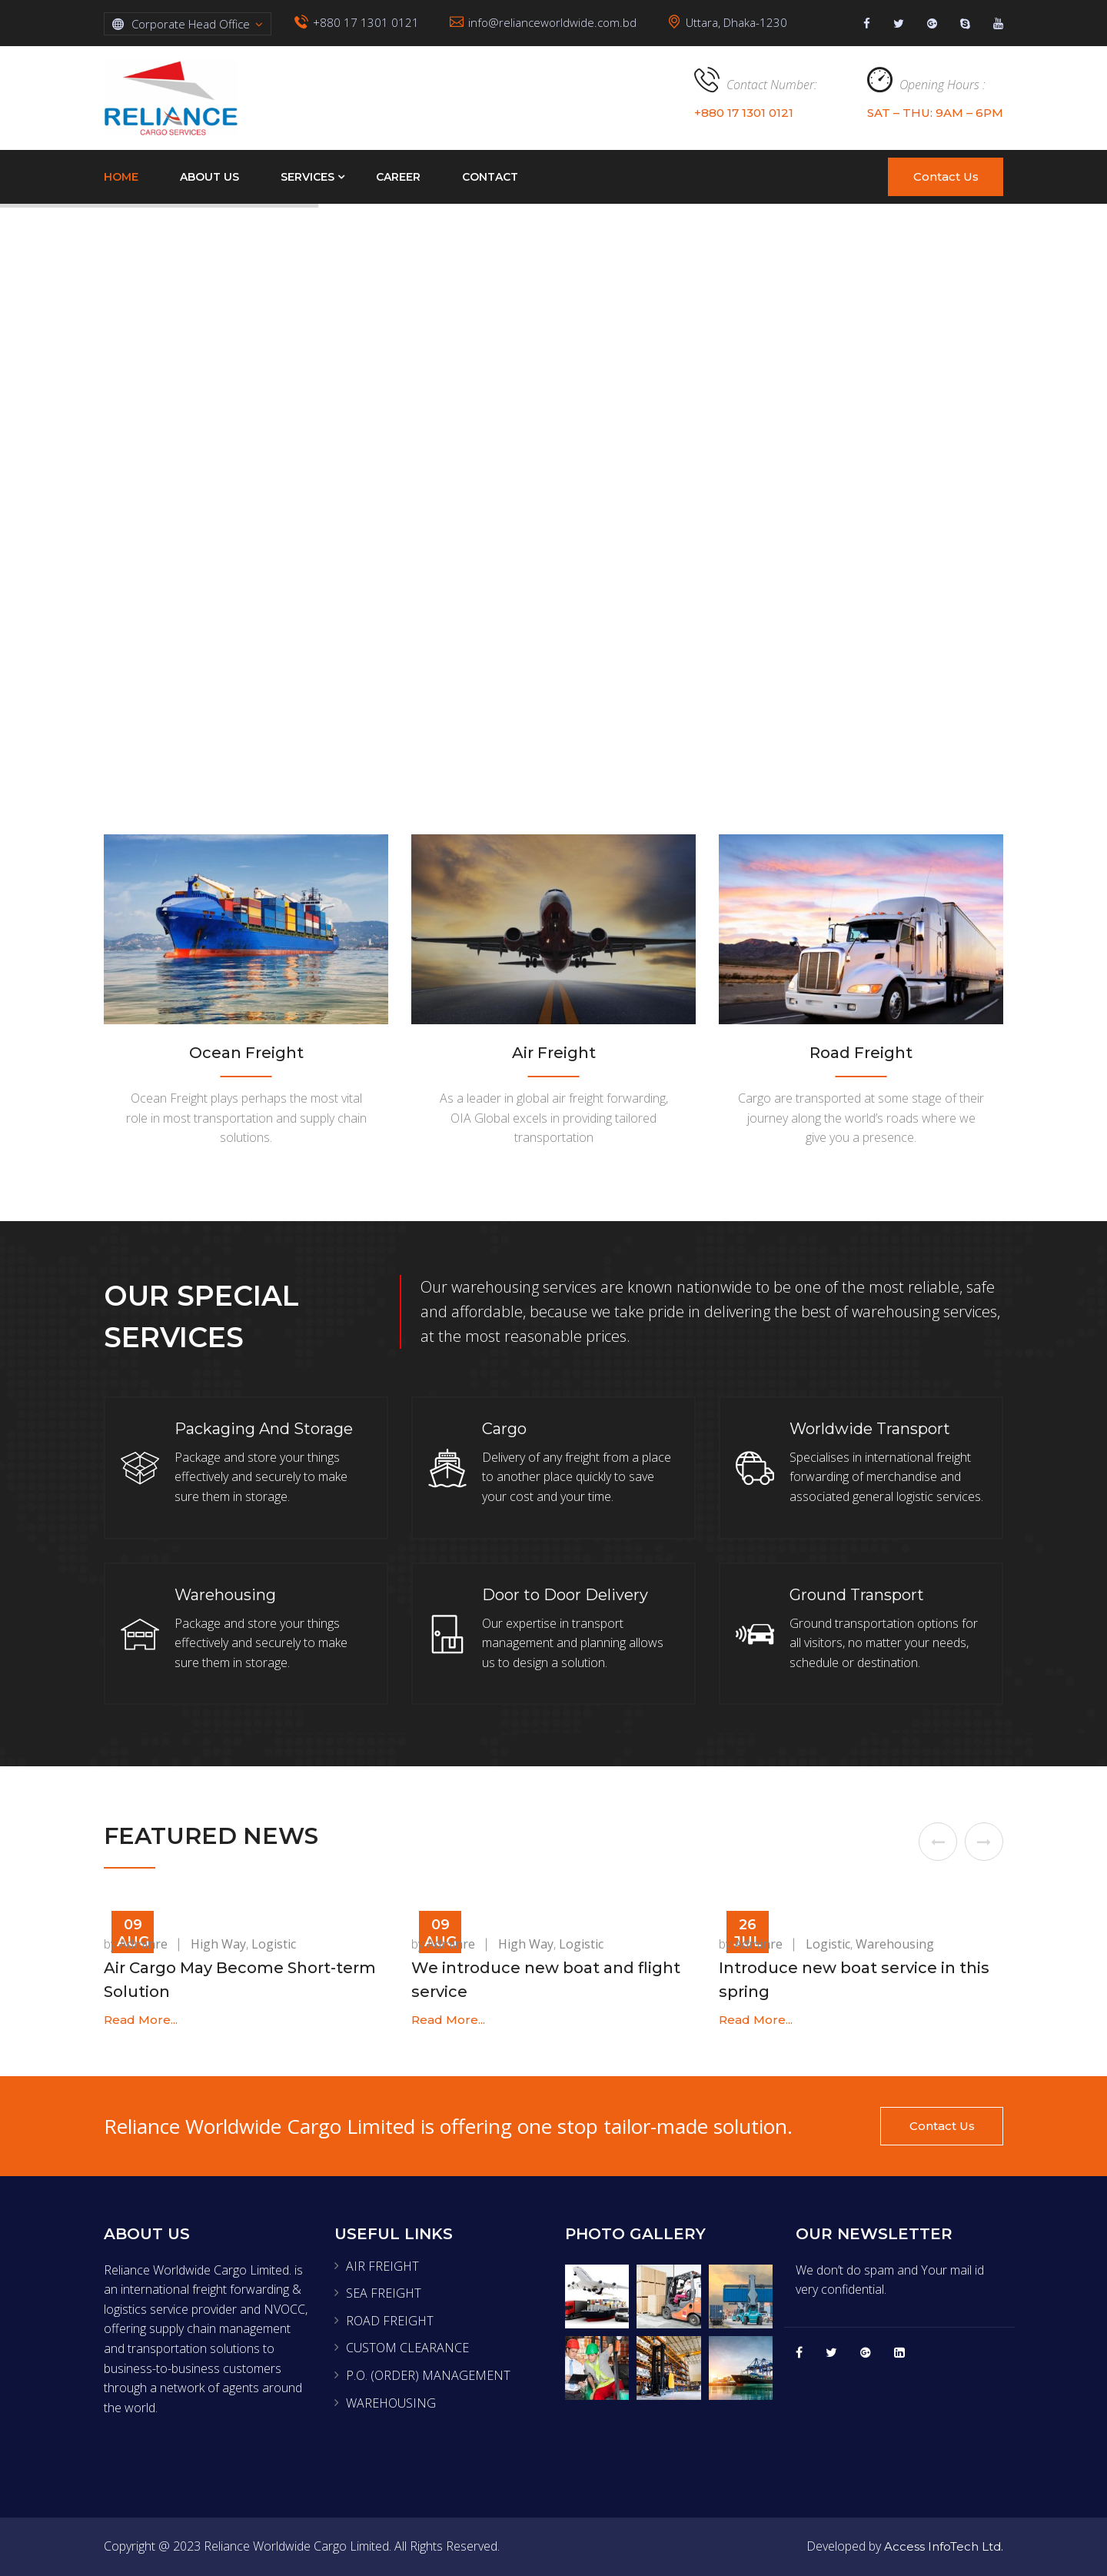 Corporate Head Office
+880 17 1301 0121
info@relianceworldwide.com.bd
Uttara, Dhaka-1230
RELIANCE
CARGO SERVICES
Contact Number:
+880 17 1301 0121
Opening Hours :
SAT – THU: 9AM – 6PM
HOME
ABOUT US
SERVICES
CAREER
CONTACT
Contact Us
Ocean Freight
Ocean Freight plays perhaps the most vital
role in most transportation and supply chain
solutions.
Air Freight
As a leader in global air freight forwarding,
OIA Global excels in providing tailored
transportation
Road Freight
Cargo are transported at some stage of their
journey along the world’s roads where we
give you a presence.
OUR SPECIAL
SERVICES
Our warehousing services are known nationwide to be one of the most reliable, safe
and affordable, because we take pride in delivering the best of warehousing services,
at the most reasonable prices.
Packaging And Storage
Package and store your things
effectively and securely to make
sure them in storage.
Cargo
Delivery of any freight from a place
to another place quickly to save
your cost and your time.
Worldwide Transport
Specialises in international freight
forwarding of merchandise and
associated general logistic services.
Warehousing
Package and store your things
effectively and securely to make
sure them in storage.
Door to Door Delivery
Our expertise in transport
management and planning allows
us to design a solution.
Ground Transport
Ground transportation options for
all visitors, no matter your needs,
schedule or destination.
FEATURED NEWS
09
AUG
by
High Way, Logistic
Air Cargo May Become Short-term
Solution
Read More...
09
AUG
by
High Way, Logistic
We introduce new boat and flight
service
Read More...
26
JUL
by
Logistic, Warehousing
Introduce new boat service in this
spring
Read More...
Reliance Worldwide Cargo Limited is offering one stop tailor-made solution.
Contact Us
ABOUT US
Reliance Worldwide Cargo Limited. is
an international freight forwarding &
logistics service provider and NVOCC,
offering supply chain management
and transportation solutions to
business-to-business customers
through a network of agents around
the world.
USEFUL LINKS
AIR FREIGHT
SEA FREIGHT
ROAD FREIGHT
CUSTOM CLEARANCE
P.O. (ORDER) MANAGEMENT
WAREHOUSING
PHOTO GALLERY
OUR NEWSLETTER
We don’t do spam and Your mail id
very confidential.
Copyright @ 2023 Reliance Worldwide Cargo Limited. All Rights Reserved.
Developed by Access InfoTech Ltd.